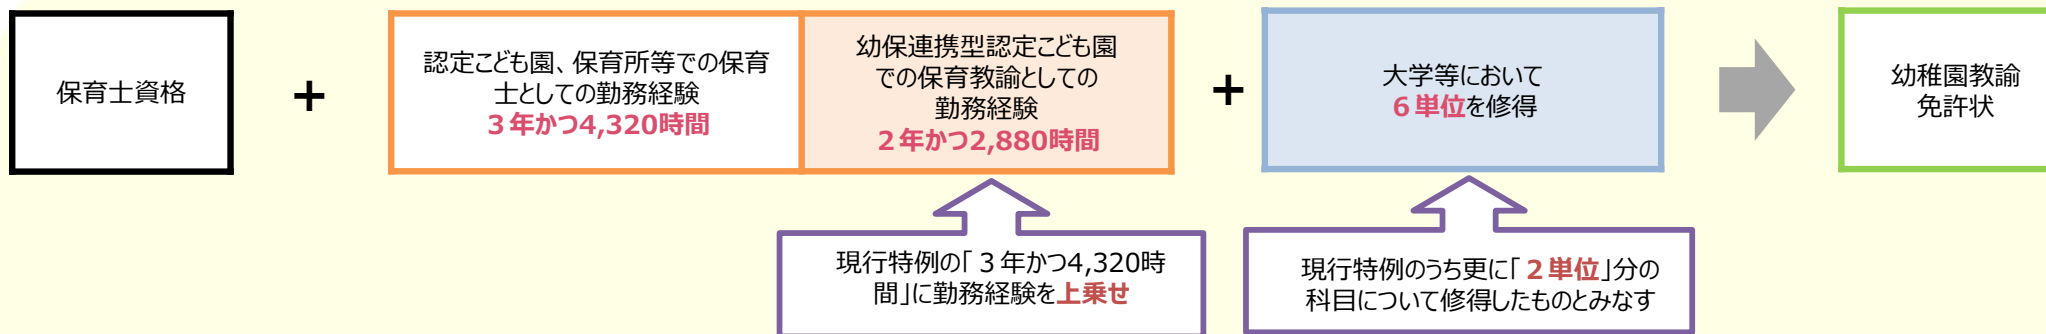 保育士資格
+
認定こども園、保育所等での保育
士としての勤務経験
３年かつ4,320時間
幼保連携型認定こども園
での保育教諭としての
勤務経験
２年かつ2,880時間
+
大学等において
６単位を修得
幼稚園教諭
免許状
現行特例の「３年かつ4,320時
間」に勤務経験を上乗せ
現行特例のうち更に「２単位」分の
科目について修得したものとみなす